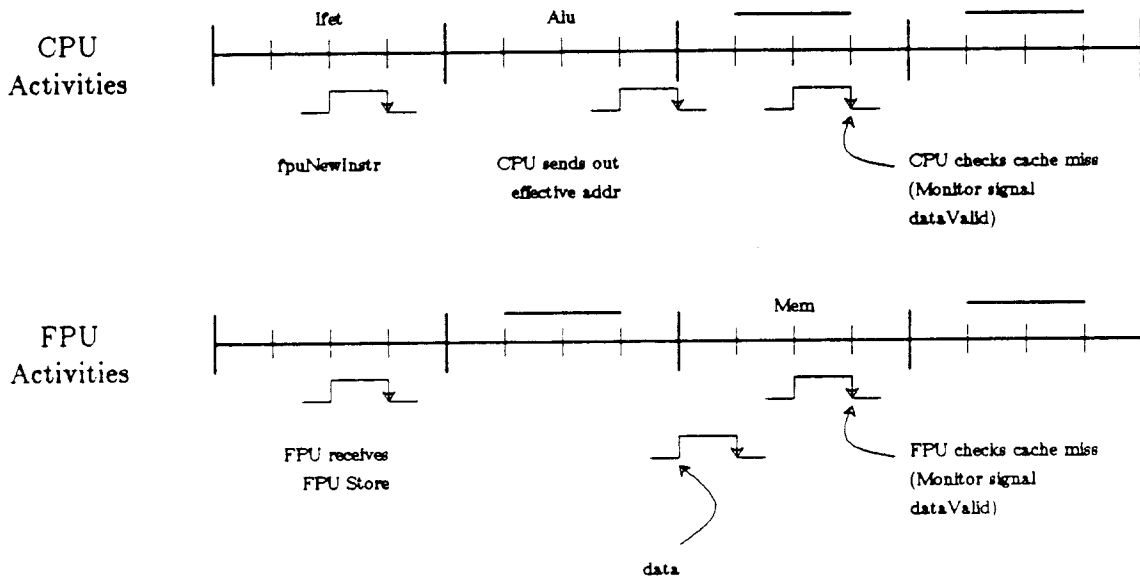 Ifet
Alu
CPU
Activities
fpuNewInstr
CPU sends out
effective addr
CPU checks cache miss
(Monitor signal
dataValid)
Mem
FPU
Activities
FPU receives
FPU Store
FPU checks cache miss
(Monitor signal
dataValid)
data